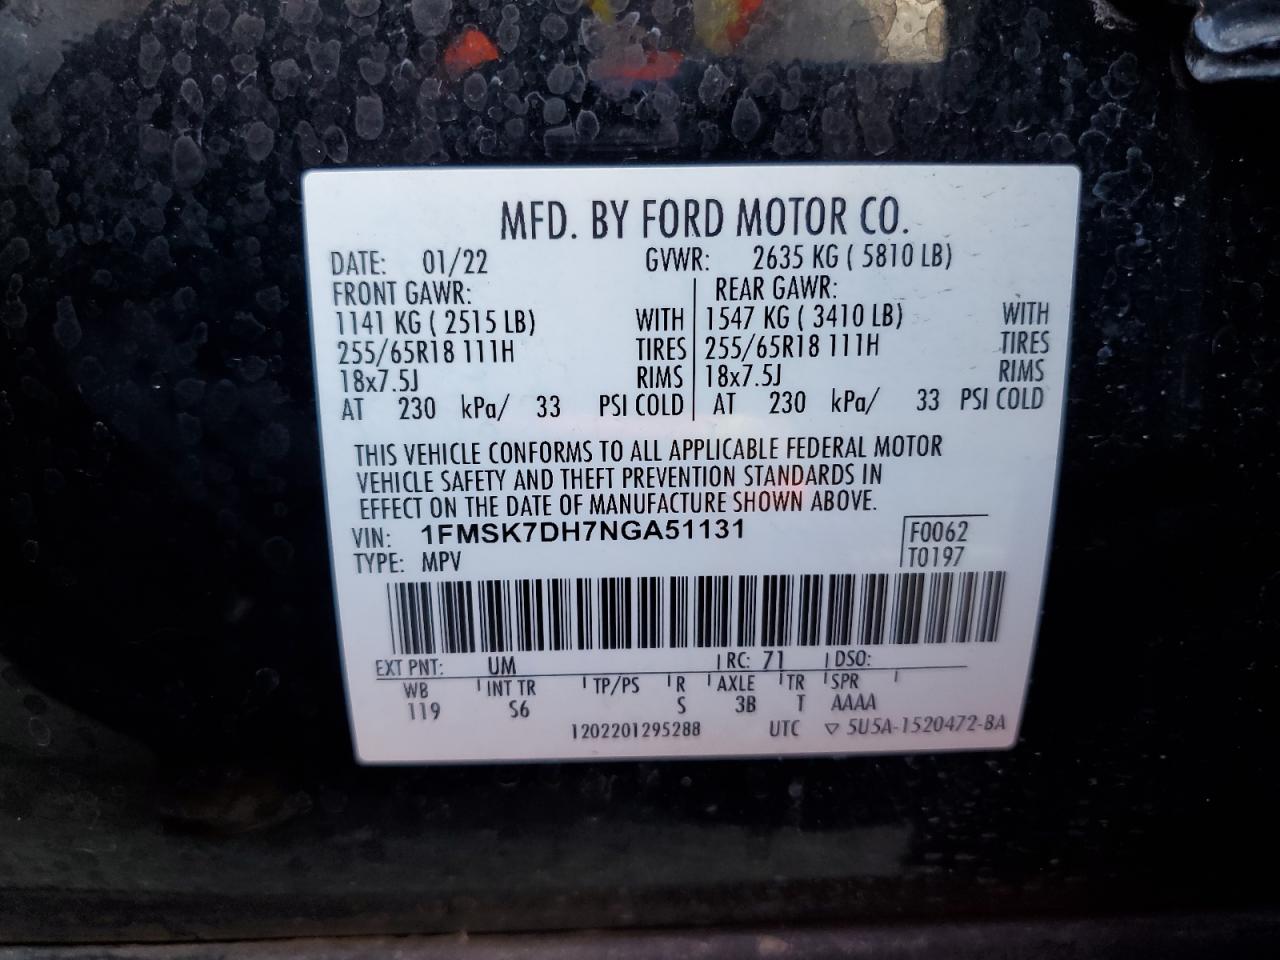 MFD. BY FORD MOTOR CO.
DATE: 01/22 GVWR: 2635 KG ( 5810 LB)
FRONT GAWR: REAR GAWR:
1141 KG ( 2515 LB) WITH 1547 KG ( 3410 LB) WITH
255/65R18 111H TIRES 255/65R18 111H TIRES
18x7.5J RIMS 18x7.5J RIMS
AT 230 kPa/ 33 PSI COLD AT 230 kPa/ 33 PSI COLD
THIS VEHICLE CONFORMS TO ALL APPLICABLE FEDERAL MOTOR
VEHICLE SAFETY AND THEFT PREVENTION STANDARDS IN
EFFECT ON THE DATE OF MANUFACTURE SHOWN ABOVE.
VIN: 1FMSK7DH7NGA51131 F0062
TYPE: MPV T0197
EXT PNT: UM RC: 71 DSO:
WB INT TR TP/PS R AXLE TR SPR
119 S6 S 3B T AAAA
1202201295288 UTC ▽ 5U5A-1520472-BA